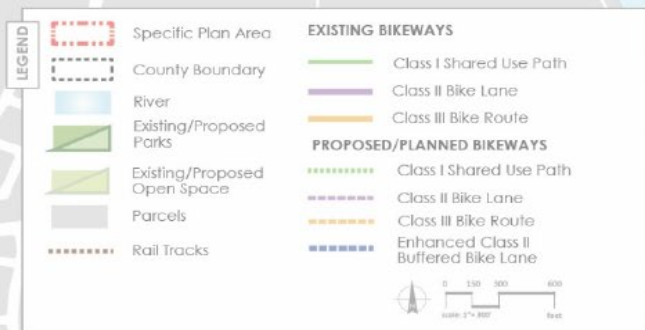 LEGEND
Specific Plan Area
County Boundary
River
Existing/Proposed
Parks
Existing/Proposed
Open Space
Parcels
Rail Tracks
EXISTING BIKEWAYS
Class I Shared Use Path
Class II Bike Lane
Class III Bike Route
PROPOSED/PLANNED BIKEWAYS
Class I Shared Use Path
Class II Bike Lane
Class III Bike Route
Enhanced Class II
Buffered Bike Lane
0 150 300 600
scale: 1"= 300' feet